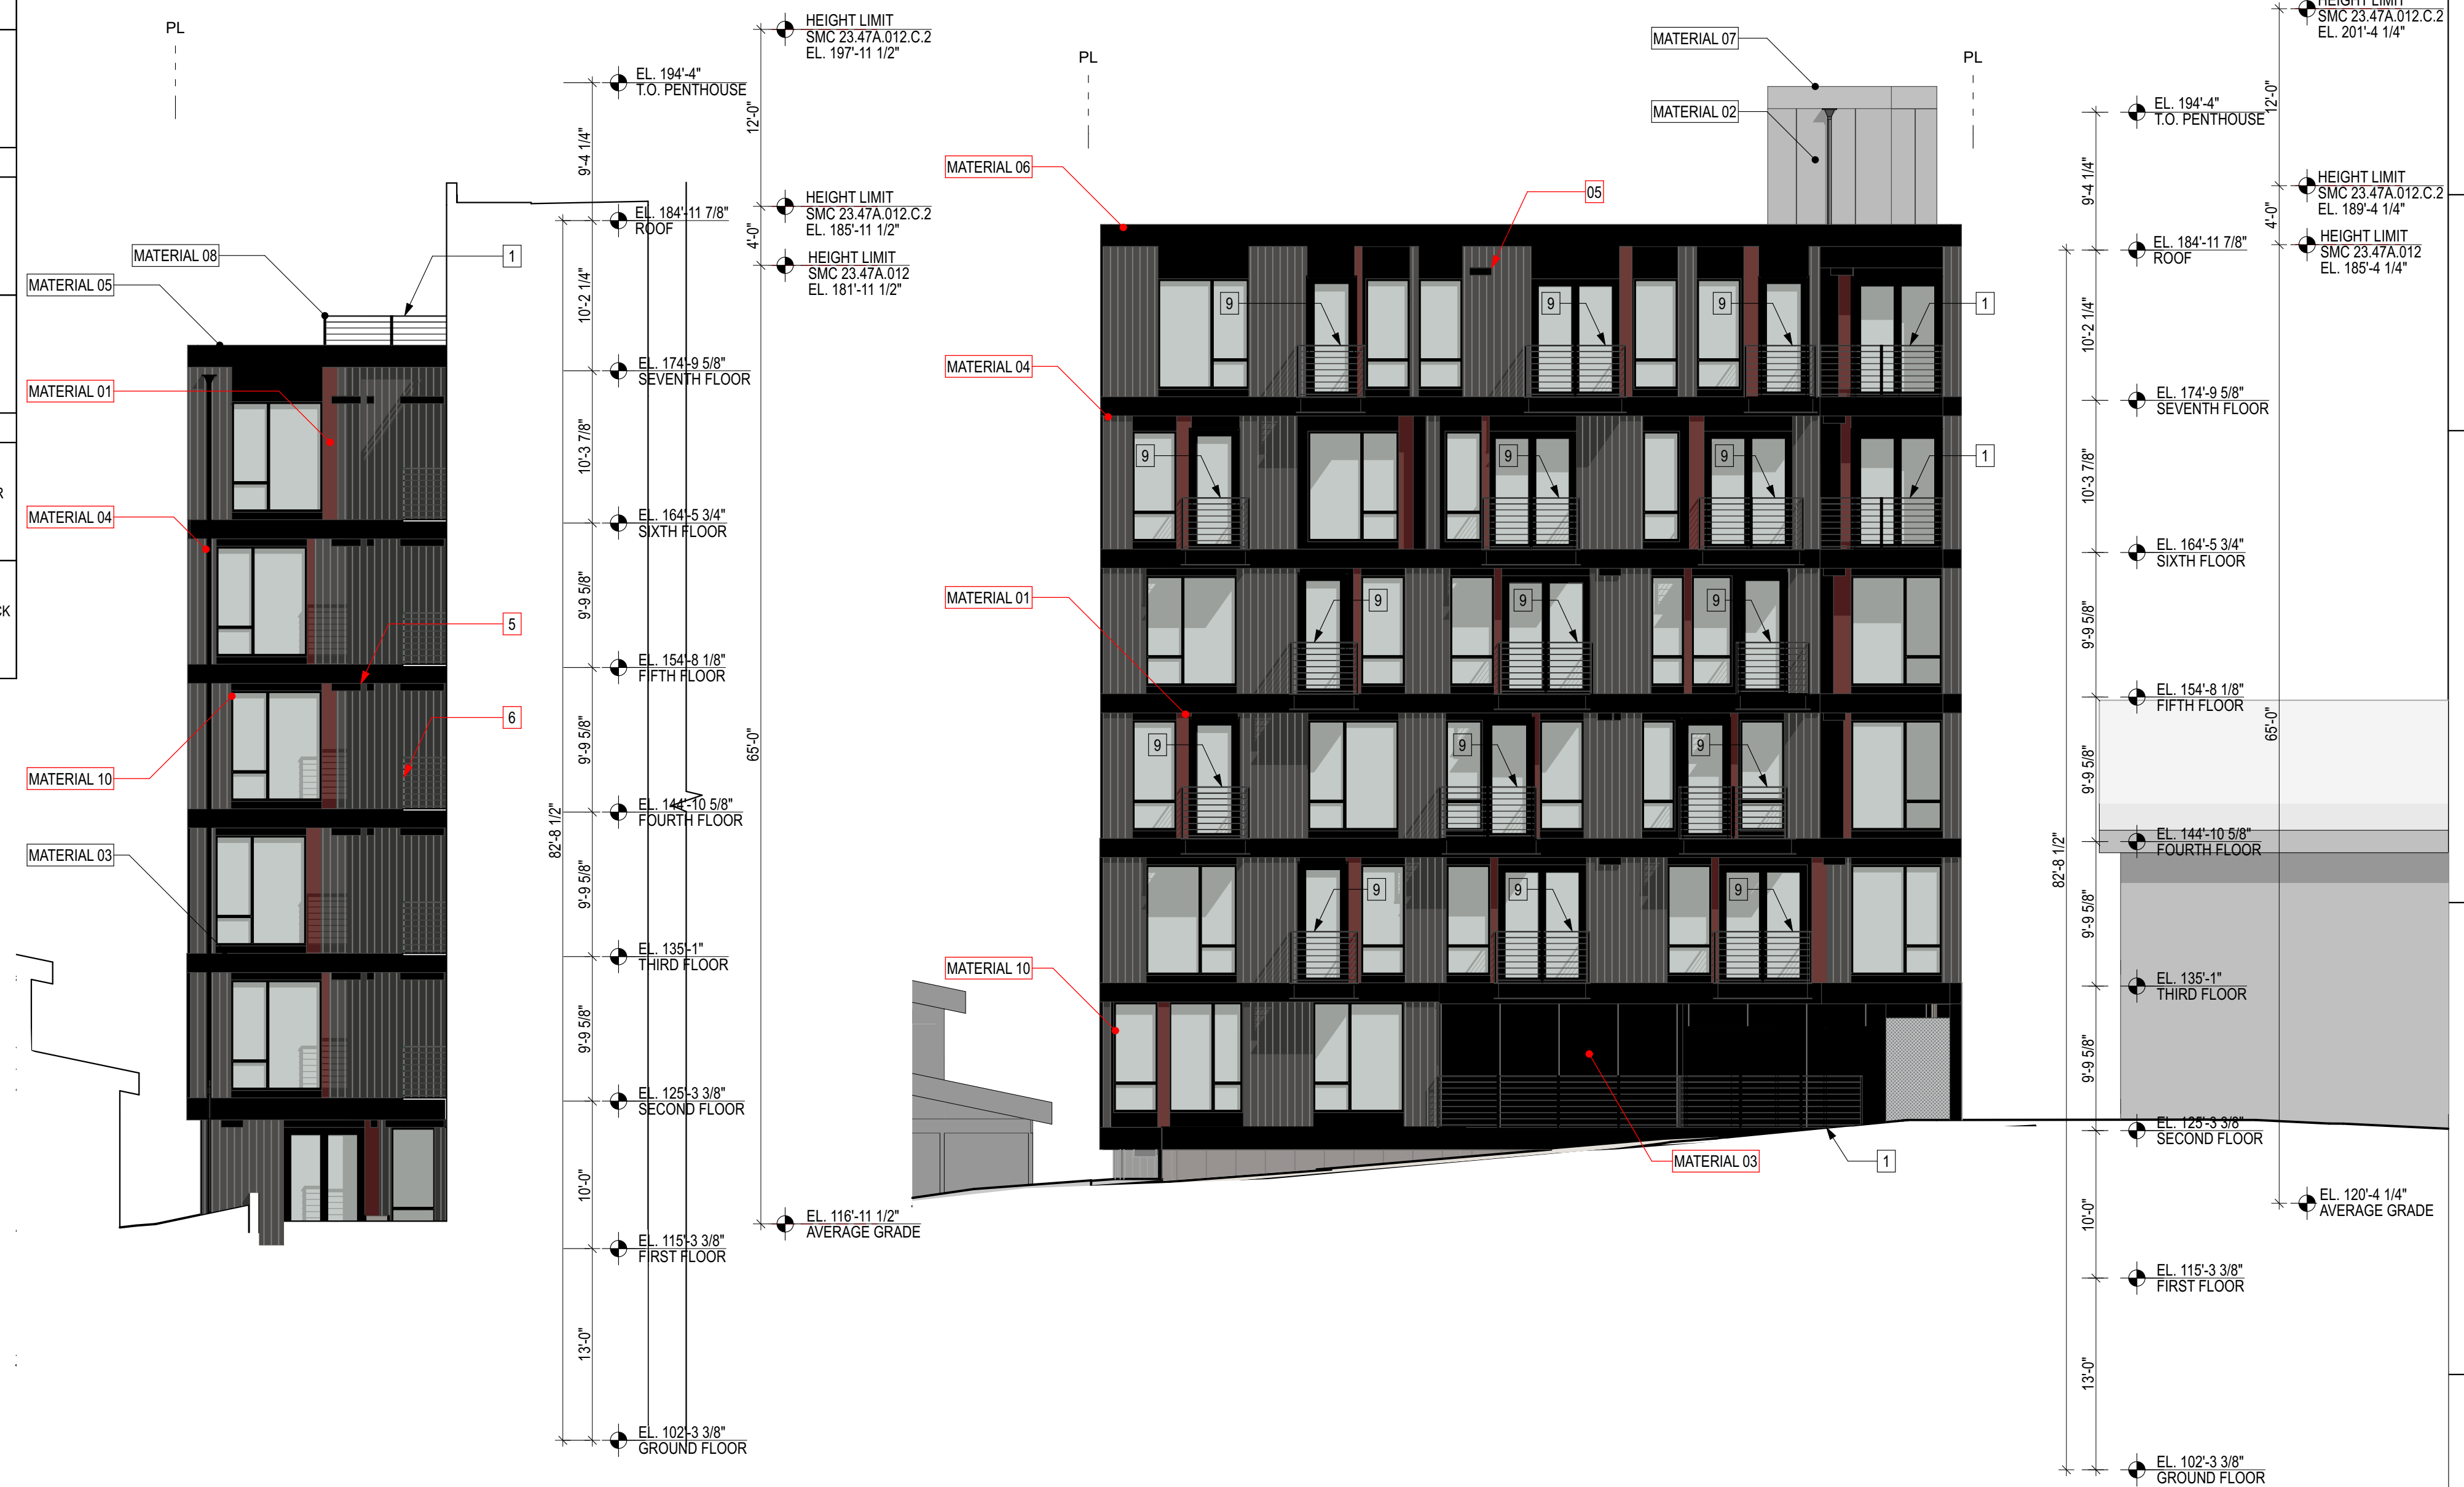 PL
HEIGHT LIMIT
SMC 23.47A.012.C.2
EL. 197'-11 1/2"
EL. 194'-4"
T.O. PENTHOUSE
12'-0"
9'-4 1/4"
HEIGHT LIMIT
SMC 23.47A.012.C.2
EL. 185'-11 1/2"
EL. 184'-11 7/8"
ROOF
4'-0"
HEIGHT LIMIT
SMC 23.47A.012
EL. 181'-11 1/2"
MATERIAL 08
1
MATERIAL 05
10'-2 1/4"
EL. 174'-9 5/8"
SEVENTH FLOOR
MATERIAL 01
10'-3 7/8"
MATERIAL 04
EL. 164'-5 3/4"
SIXTH FLOOR
9'-9 5/8"
5
EL. 154'-8 1/8"
FIFTH FLOOR
6
9'-9 5/8"
65'-0"
MATERIAL 10
EL. 144'-10 5/8"
FOURTH FLOOR
82'-8 1/2"
MATERIAL 03
9'-9 5/8"
EL. 135'-1"
THIRD FLOOR
9'-9 5/8"
EL. 125'-3 3/8"
SECOND FLOOR
10'-0"
EL. 116'-11 1/2"
AVERAGE GRADE
EL. 115'-3 3/8"
FIRST FLOOR
13'-0"
EL. 102'-3 3/8"
GROUND FLOOR
R
CK
PL
PL
MATERIAL 07
MATERIAL 02
MATERIAL 06
05
9
9
9
1
MATERIAL 04
9
9
9
1
MATERIAL 01
9
9
9
9
9
9
9
9
9
MATERIAL 10
MATERIAL 03
1
HEIGHT LIMIT
SMC 23.47A.012.C.2
EL. 201'-4 1/4"
EL. 194'-4"
T.O. PENTHOUSE
12'-0"
9'-4 1/4"
HEIGHT LIMIT
SMC 23.47A.012.C.2
EL. 189'-4 1/4"
4'-0"
EL. 184'-11 7/8"
ROOF
HEIGHT LIMIT
SMC 23.47A.012
EL. 185'-4 1/4"
10'-2 1/4"
EL. 174'-9 5/8"
SEVENTH FLOOR
10'-3 7/8"
EL. 164'-5 3/4"
SIXTH FLOOR
9'-9 5/8"
EL. 154'-8 1/8"
FIFTH FLOOR
65'-0"
9'-9 5/8"
EL. 144'-10 5/8"
FOURTH FLOOR
82'-8 1/2"
9'-9 5/8"
EL. 135'-1"
THIRD FLOOR
9'-9 5/8"
EL. 125'-3 3/8"
SECOND FLOOR
EL. 120'-4 1/4"
AVERAGE GRADE
10'-0"
EL. 115'-3 3/8"
FIRST FLOOR
13'-0"
EL. 102'-3 3/8"
GROUND FLOOR